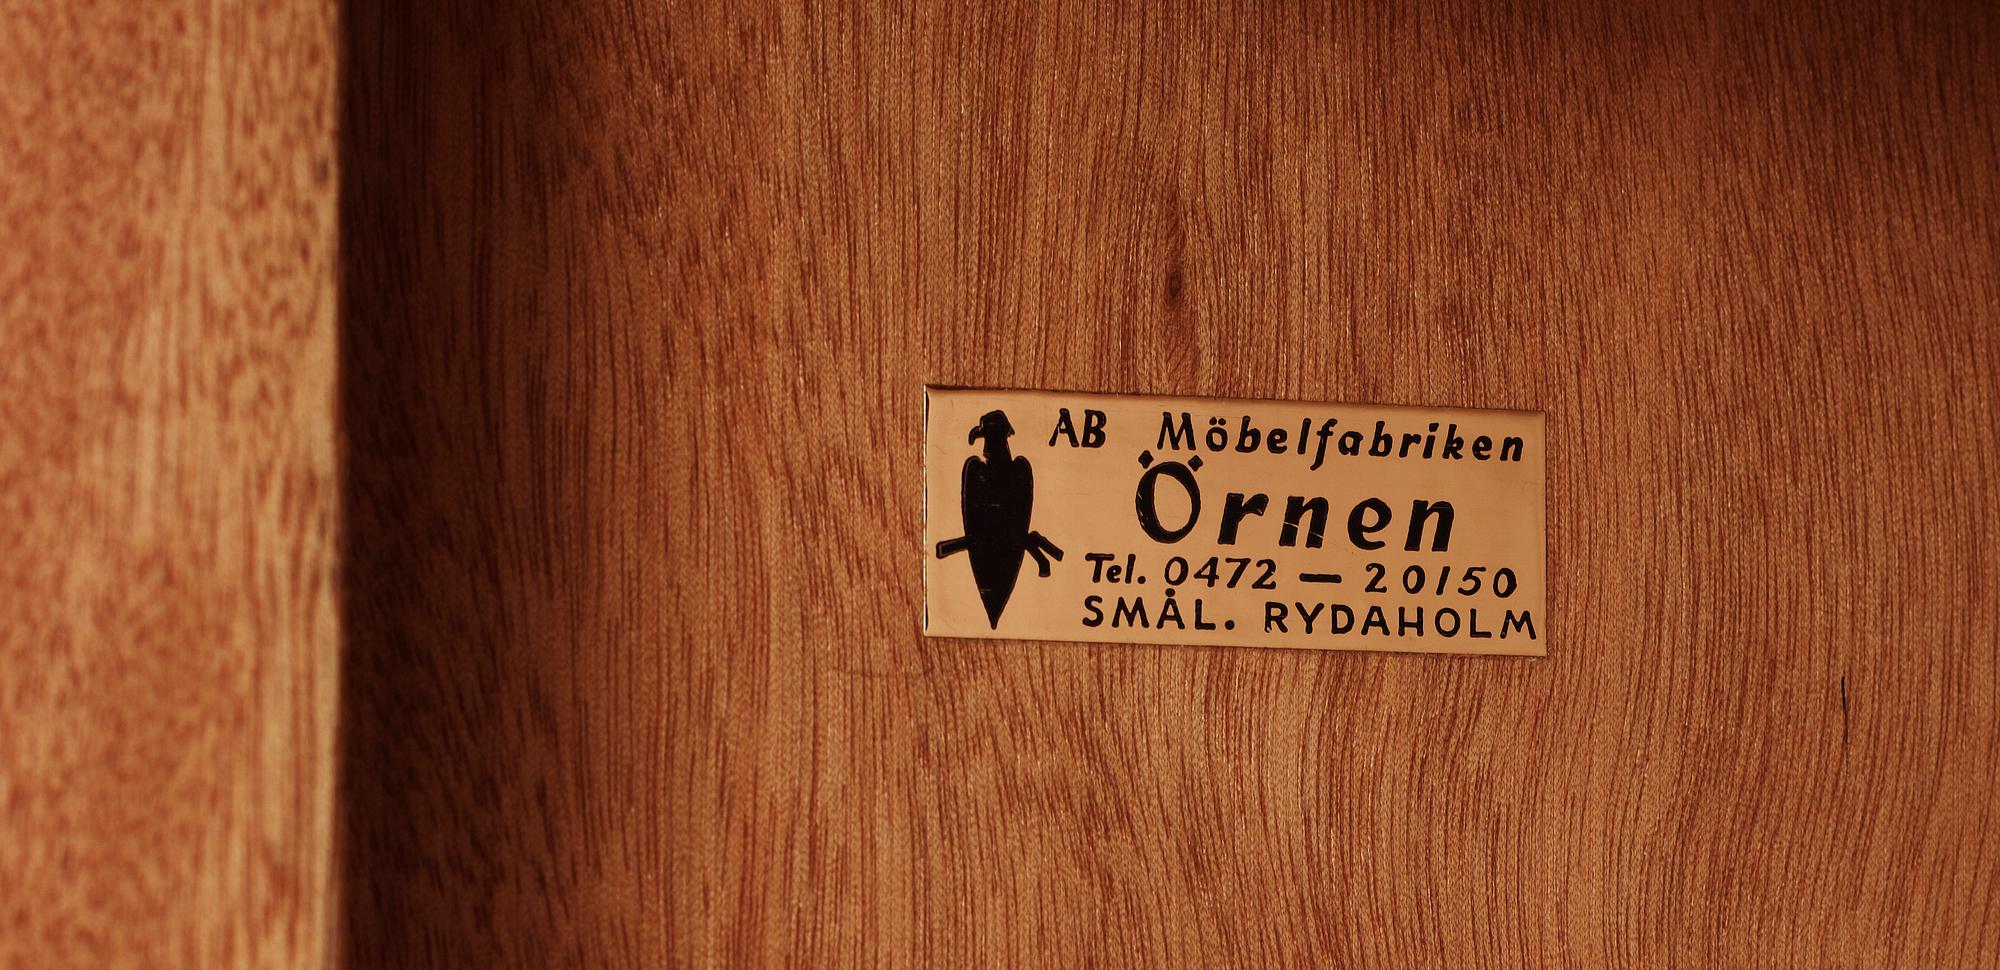 AB Möbelfabriken
Örnen
Tel. 0472 — 20150
SMÅL. RYDAHOLM